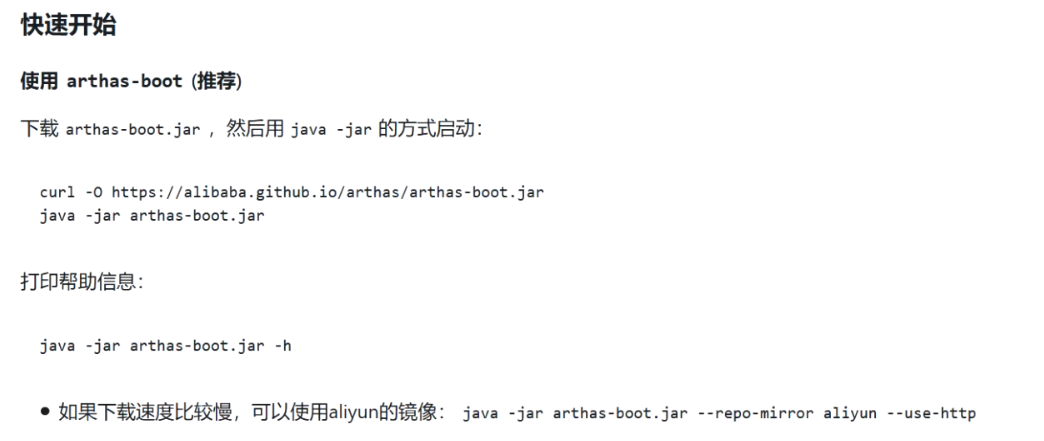 快速开始
使用 arthas-boot (推荐)
下载 arthas-boot.jar ，然后用 java -jar 的方式启动：
curl -O https://alibaba.github.io/arthas/arthas-boot.jar
java -jar arthas-boot.jar
打印帮助信息：
java -jar arthas-boot.jar -h
• 如果下载速度比较慢，可以使用aliyun的镜像： java -jar arthas-boot.jar --repo-mirror aliyun --use-http